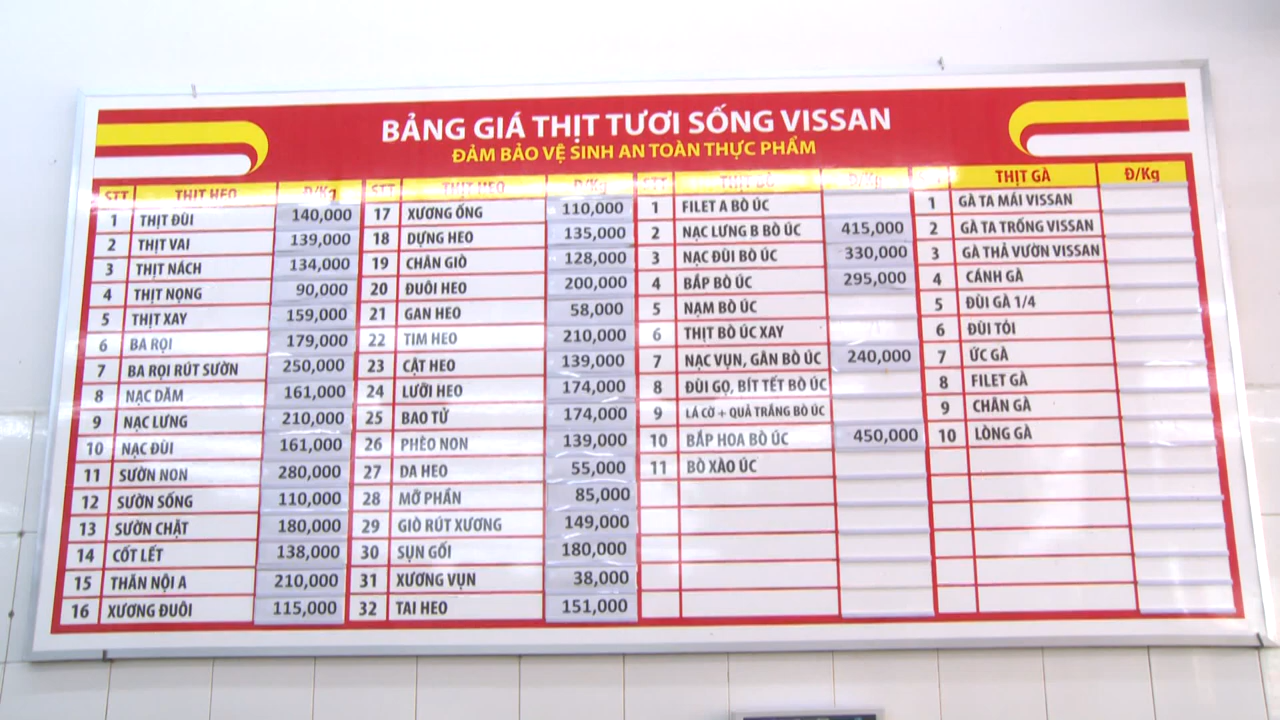 BẢNG GIÁ THỊT TƯƠI SỐNG VISSAN
ĐẢM BẢO VỆ SINH AN TOÀN THỰC PHẨM
STT THỊT HEO Đ/Kg STT THỊT HEO Đ/Kg STT THỊT BÒ Đ/Kg THỊT GÀ Đ/Kg
1 THỊT ĐÙI 140,000 17 XƯƠNG ỐNG 110,000 1 FILET A BÒ ÚC 1 GÀ TA MÁI VISSAN
2 THỊT VAI 139,000 18 DỰNG HEO 135,000 2 NẠC LƯNG B BÒ ÚC 415,000 2 GÀ TA TRỐNG VISSAN
3 THỊT NÁCH 134,000 19 CHÂN GIÒ 128,000 3 NẠC ĐÙI BÒ ÚC 330,000 3 GÀ THẢ VƯỜN VISSAN
4 THỊT NỌNG 90,000 20 ĐUÔI HEO 200,000 4 BẮP BÒ ÚC 295,000 4 CÁNH GÀ
5 THỊT XAY 159,000 21 GAN HEO 58,000 5 NẠM BÒ ÚC 5 ĐÙI GÀ 1/4
6 BA RỌI 179,000 22 TIM HEO 210,000 6 THỊT BÒ ÚC XAY 6 ĐÙI TỎI
7 BA RỌI RÚT SƯỜN 250,000 23 CẬT HEO 139,000 7 NẠC VỤN, GÂN BÒ ÚC 240,000 7 ỨC GÀ
8 NẠC DĂM 161,000 24 LƯỠI HEO 174,000 8 ĐÙI GỌ, BÍT TẾT BÒ ÚC 8 FILET GÀ
9 NẠC LƯNG 210,000 25 BAO TỬ 174,000 9 LÁ CỜ + QUẢ TRẮNG BÒ ÚC 9 CHÂN GÀ
10 NẠC ĐÙI 161,000 26 PHÈO NON 139,000 10 BẮP HOA BÒ ÚC 450,000 10 LÒNG GÀ
11 SƯỜN NON 280,000 27 DA HEO 55,000 11 BÒ XÀO ÚC
12 SƯỜN SỐNG 110,000 28 MỠ PHẦN 85,000
13 SƯỜN CHẶT 180,000 29 GIÒ RÚT XƯƠNG 149,000
14 CỐT LẾT 138,000 30 SỤN GỐI 180,000
15 THĂN NỘI A 210,000 31 XƯƠNG VỤN 38,000
16 XƯƠNG ĐUÔI 115,000 32 TAI HEO 151,000